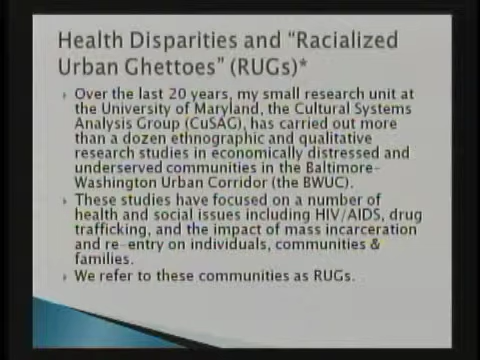 Health Disparities and “Racialized
Urban Ghettoes” (RUGs)*
Over the last 20 years, my small research unit at
the University of Maryland, the Cultural Systems
Analysis Group (CuSAG), has carried out more
than a dozen ethnographic and qualitative
research studies in economically distressed and
underserved communities in the Baltimore-
Washington Urban Corridor (the BWUC).
These studies have focused on a number of
health and social issues including HIV/AIDS, drug
trafficking, and the impact of mass incarceration
and re-entry on individuals, communities &
families.
We refer to these communities as RUGs.